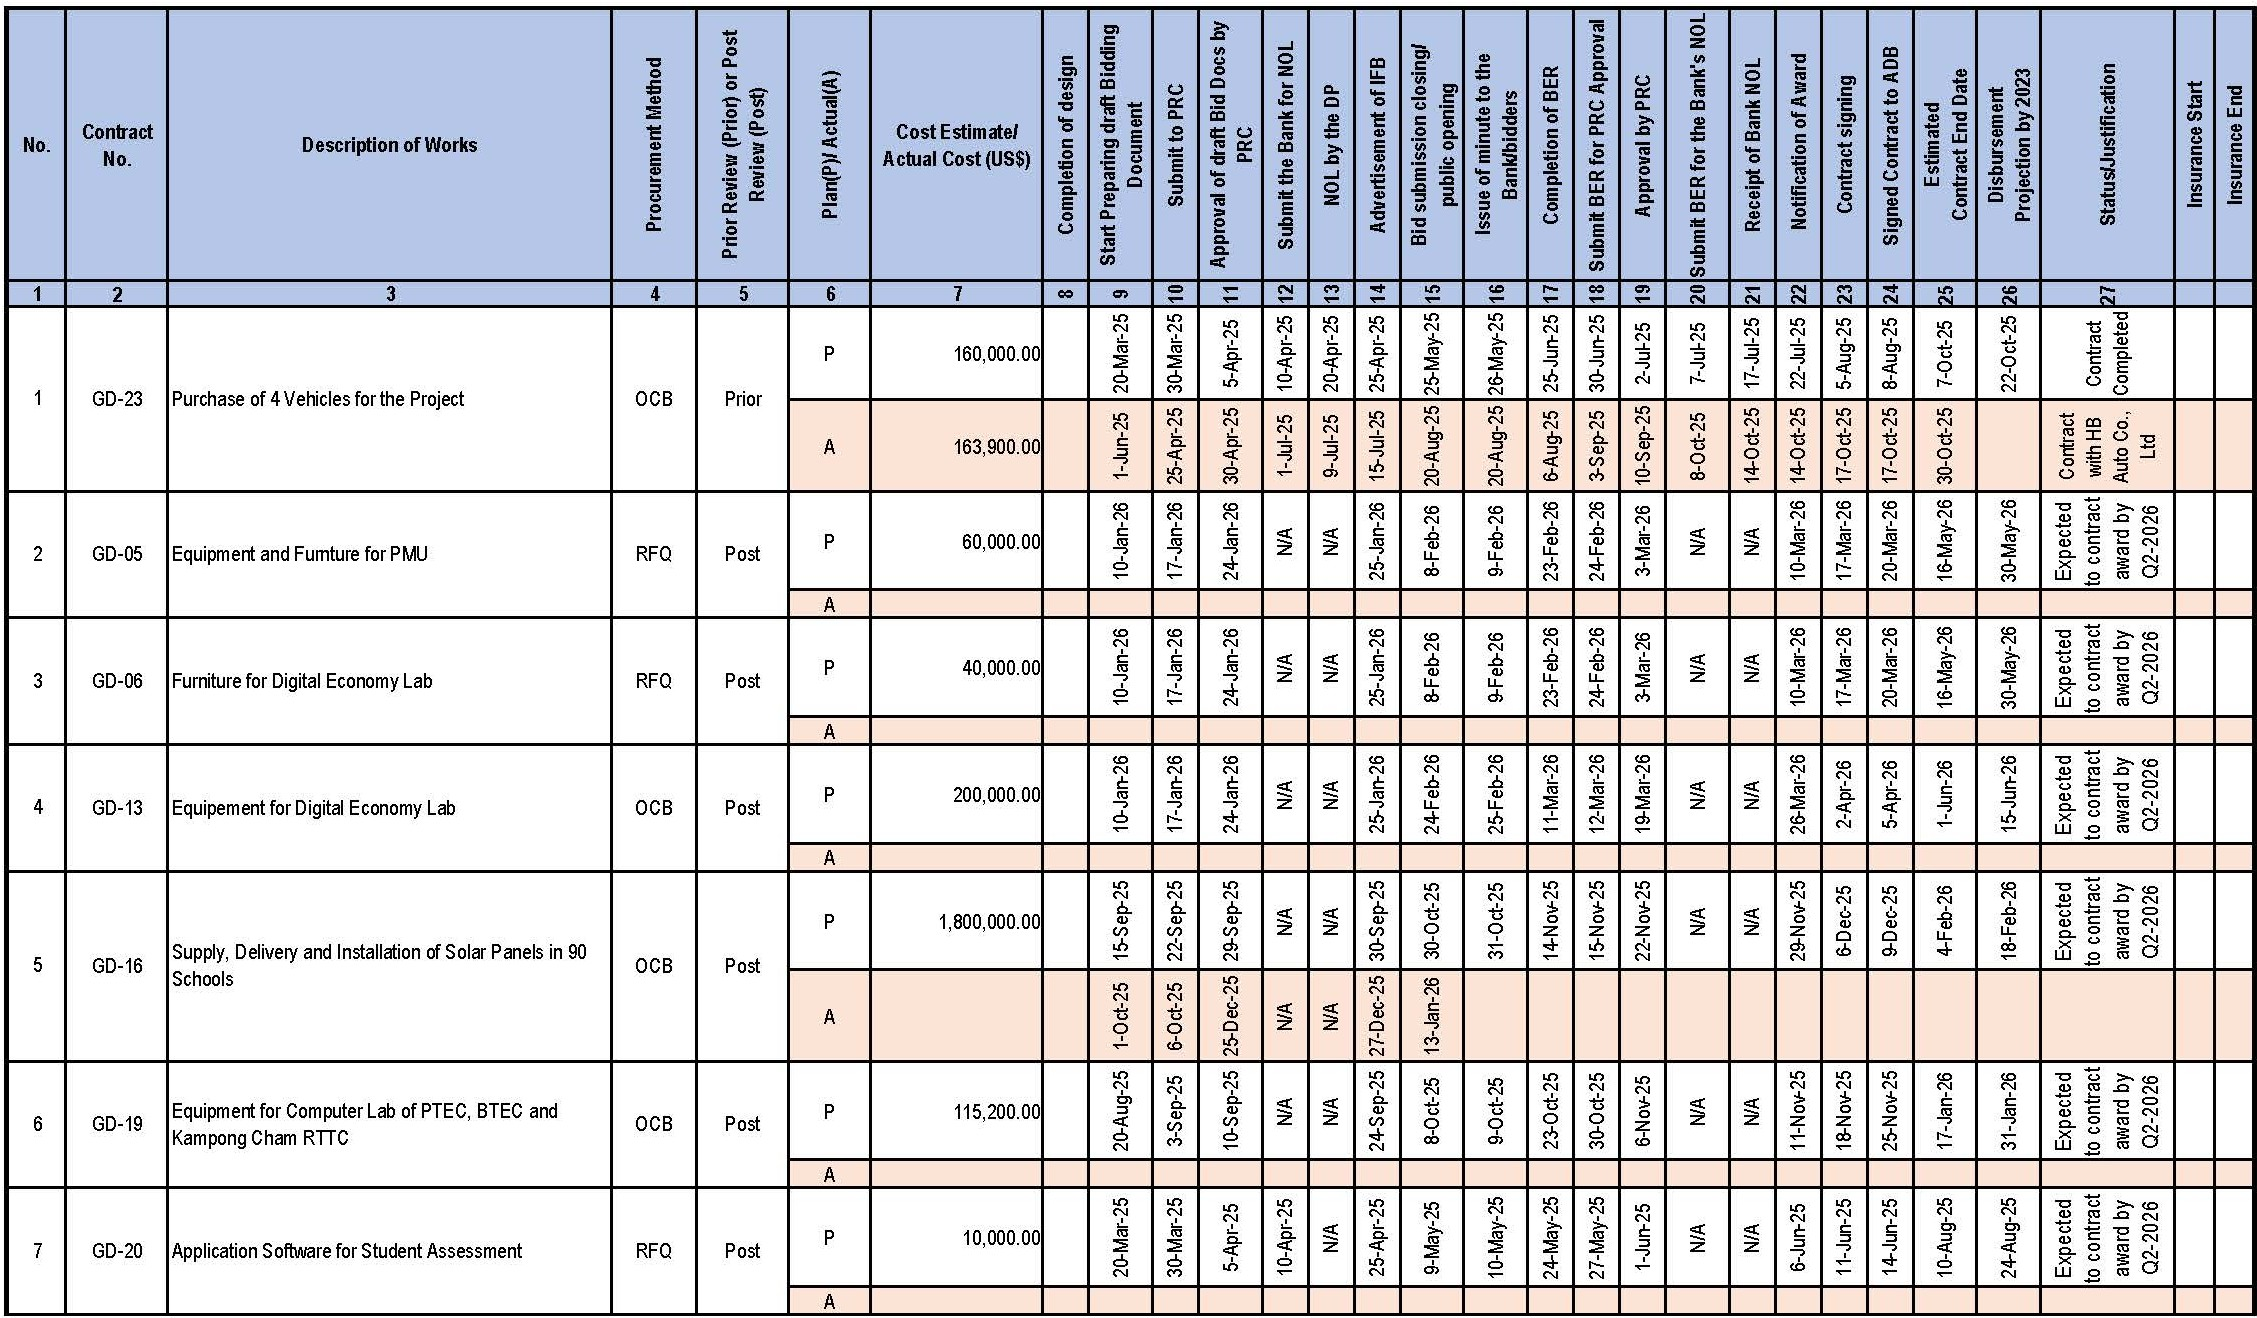 No.
Contract
No.
Description of Works
Procurement Method
Prior Review (Prior) or Post
Review (Post)
Plan(P)/ Actual(A)
Cost Estimate/
Actual Cost (US$)
Completion of design
Start Preparing draft Bidding
Document
Submit to PRC
Approval of draft Bid Docs by
PRC
Submit the Bank for NOL
NOL by the DP
Advertisement of IFB
Bid submission closing/
public opening
Issue of minute to the
Bank/bidders
Completion of BER
Submit BER for PRC Approval
Approval by PRC
Submit BER for the Bank's NOL
Receipt of Bank NOL
Notification of Award
Contract signing
Signed Contract to ADB
Estimated
Contract End Date
Disbursement
Projection by 2023
Status/Justification
Insurance Start
Insurance End
1 2 3 4 5 6 7 8 9 10 11 12 13 14 15 16 17 18 19 20 21 22 23 24 25 26 27
1 GD-23 Purchase of 4 Vehicles for the Project OCB Prior
P 160,000.00 20-Mar-25 30-Mar-25 5-Apr-25 10-Apr-25 20-Apr-25 25-Apr-25 25-May-25 26-May-25 25-Jun-25 30-Jun-25 2-Jul-25 7-Jul-25 17-Jul-25 22-Jul-25 5-Aug-25 8-Aug-25 7-Oct-25 22-Oct-25
Contract
Completed
A 163,900.00 1-Jun-25 25-Apr-25 30-Apr-25 1-Jul-25 9-Jul-25 15-Jul-25 20-Aug-25 20-Aug-25 6-Aug-25 3-Sep-25 10-Sep-25 8-Oct-25 14-Oct-25 14-Oct-25 17-Oct-25 17-Oct-25 30-Oct-25
Contract
with HB
Auto Co.,
Ltd
2 GD-05 Equipment and Furnture for PMU RFQ Post
P 60,000.00 10-Jan-26 17-Jan-26 24-Jan-26 N/A N/A 25-Jan-26 8-Feb-26 9-Feb-26 23-Feb-26 24-Feb-26 3-Mar-26 N/A N/A 10-Mar-26 17-Mar-26 20-Mar-26 16-May-26 30-May-26
Expected
to contract
award by
Q2-2026
A
3 GD-06 Furniture for Digital Economy Lab RFQ Post
P 40,000.00 10-Jan-26 17-Jan-26 24-Jan-26 N/A N/A 25-Jan-26 8-Feb-26 9-Feb-26 23-Feb-26 24-Feb-26 3-Mar-26 N/A N/A 10-Mar-26 17-Mar-26 20-Mar-26 16-May-26 30-May-26
Expected
to contract
award by
Q2-2026
A
4 GD-13 Equipement for Digital Economy Lab OCB Post
P 200,000.00 10-Jan-26 17-Jan-26 24-Jan-26 N/A N/A 25-Jan-26 24-Feb-26 25-Feb-26 11-Mar-26 12-Mar-26 19-Mar-26 N/A N/A 26-Mar-26 2-Apr-26 5-Apr-26 1-Jun-26 15-Jun-26
Expected
to contract
award by
Q2-2026
A
5 GD-16 Supply, Delivery and Installation of Solar Panels in 90
Schools
OCB Post
P 1,800,000.00 15-Sep-25 22-Sep-25 29-Sep-25 N/A N/A 30-Sep-25 30-Oct-25 31-Oct-25 14-Nov-25 15-Nov-25 22-Nov-25 N/A N/A 29-Nov-25 6-Dec-25 9-Dec-25 4-Feb-26 18-Feb-26
Expected
to contract
award by
Q2-2026
A 1-Oct-25 6-Oct-25 25-Dec-25 N/A N/A 27-Dec-25 13-Jan-26
6 GD-19 Equipment for Computer Lab of PTEC, BTEC and
Kampong Cham RTTC
OCB Post
P 115,200.00 20-Aug-25 3-Sep-25 10-Sep-25 N/A N/A 24-Sep-25 8-Oct-25 9-Oct-25 23-Oct-25 30-Oct-25 6-Nov-25 N/A N/A 11-Nov-25 18-Nov-25 25-Nov-25 17-Jan-26 31-Jan-26
Expected
to contract
award by
Q2-2026
A
7 GD-20 Application Software for Student Assessment RFQ Post
P 10,000.00 20-Mar-25 30-Mar-25 5-Apr-25 10-Apr-25 N/A 25-Apr-25 9-May-25 10-May-25 24-May-25 27-May-25 1-Jun-25 N/A N/A 6-Jun-25 11-Jun-25 14-Jun-25 10-Aug-25 24-Aug-25
Expected
to contract
award by
Q2-2026
A